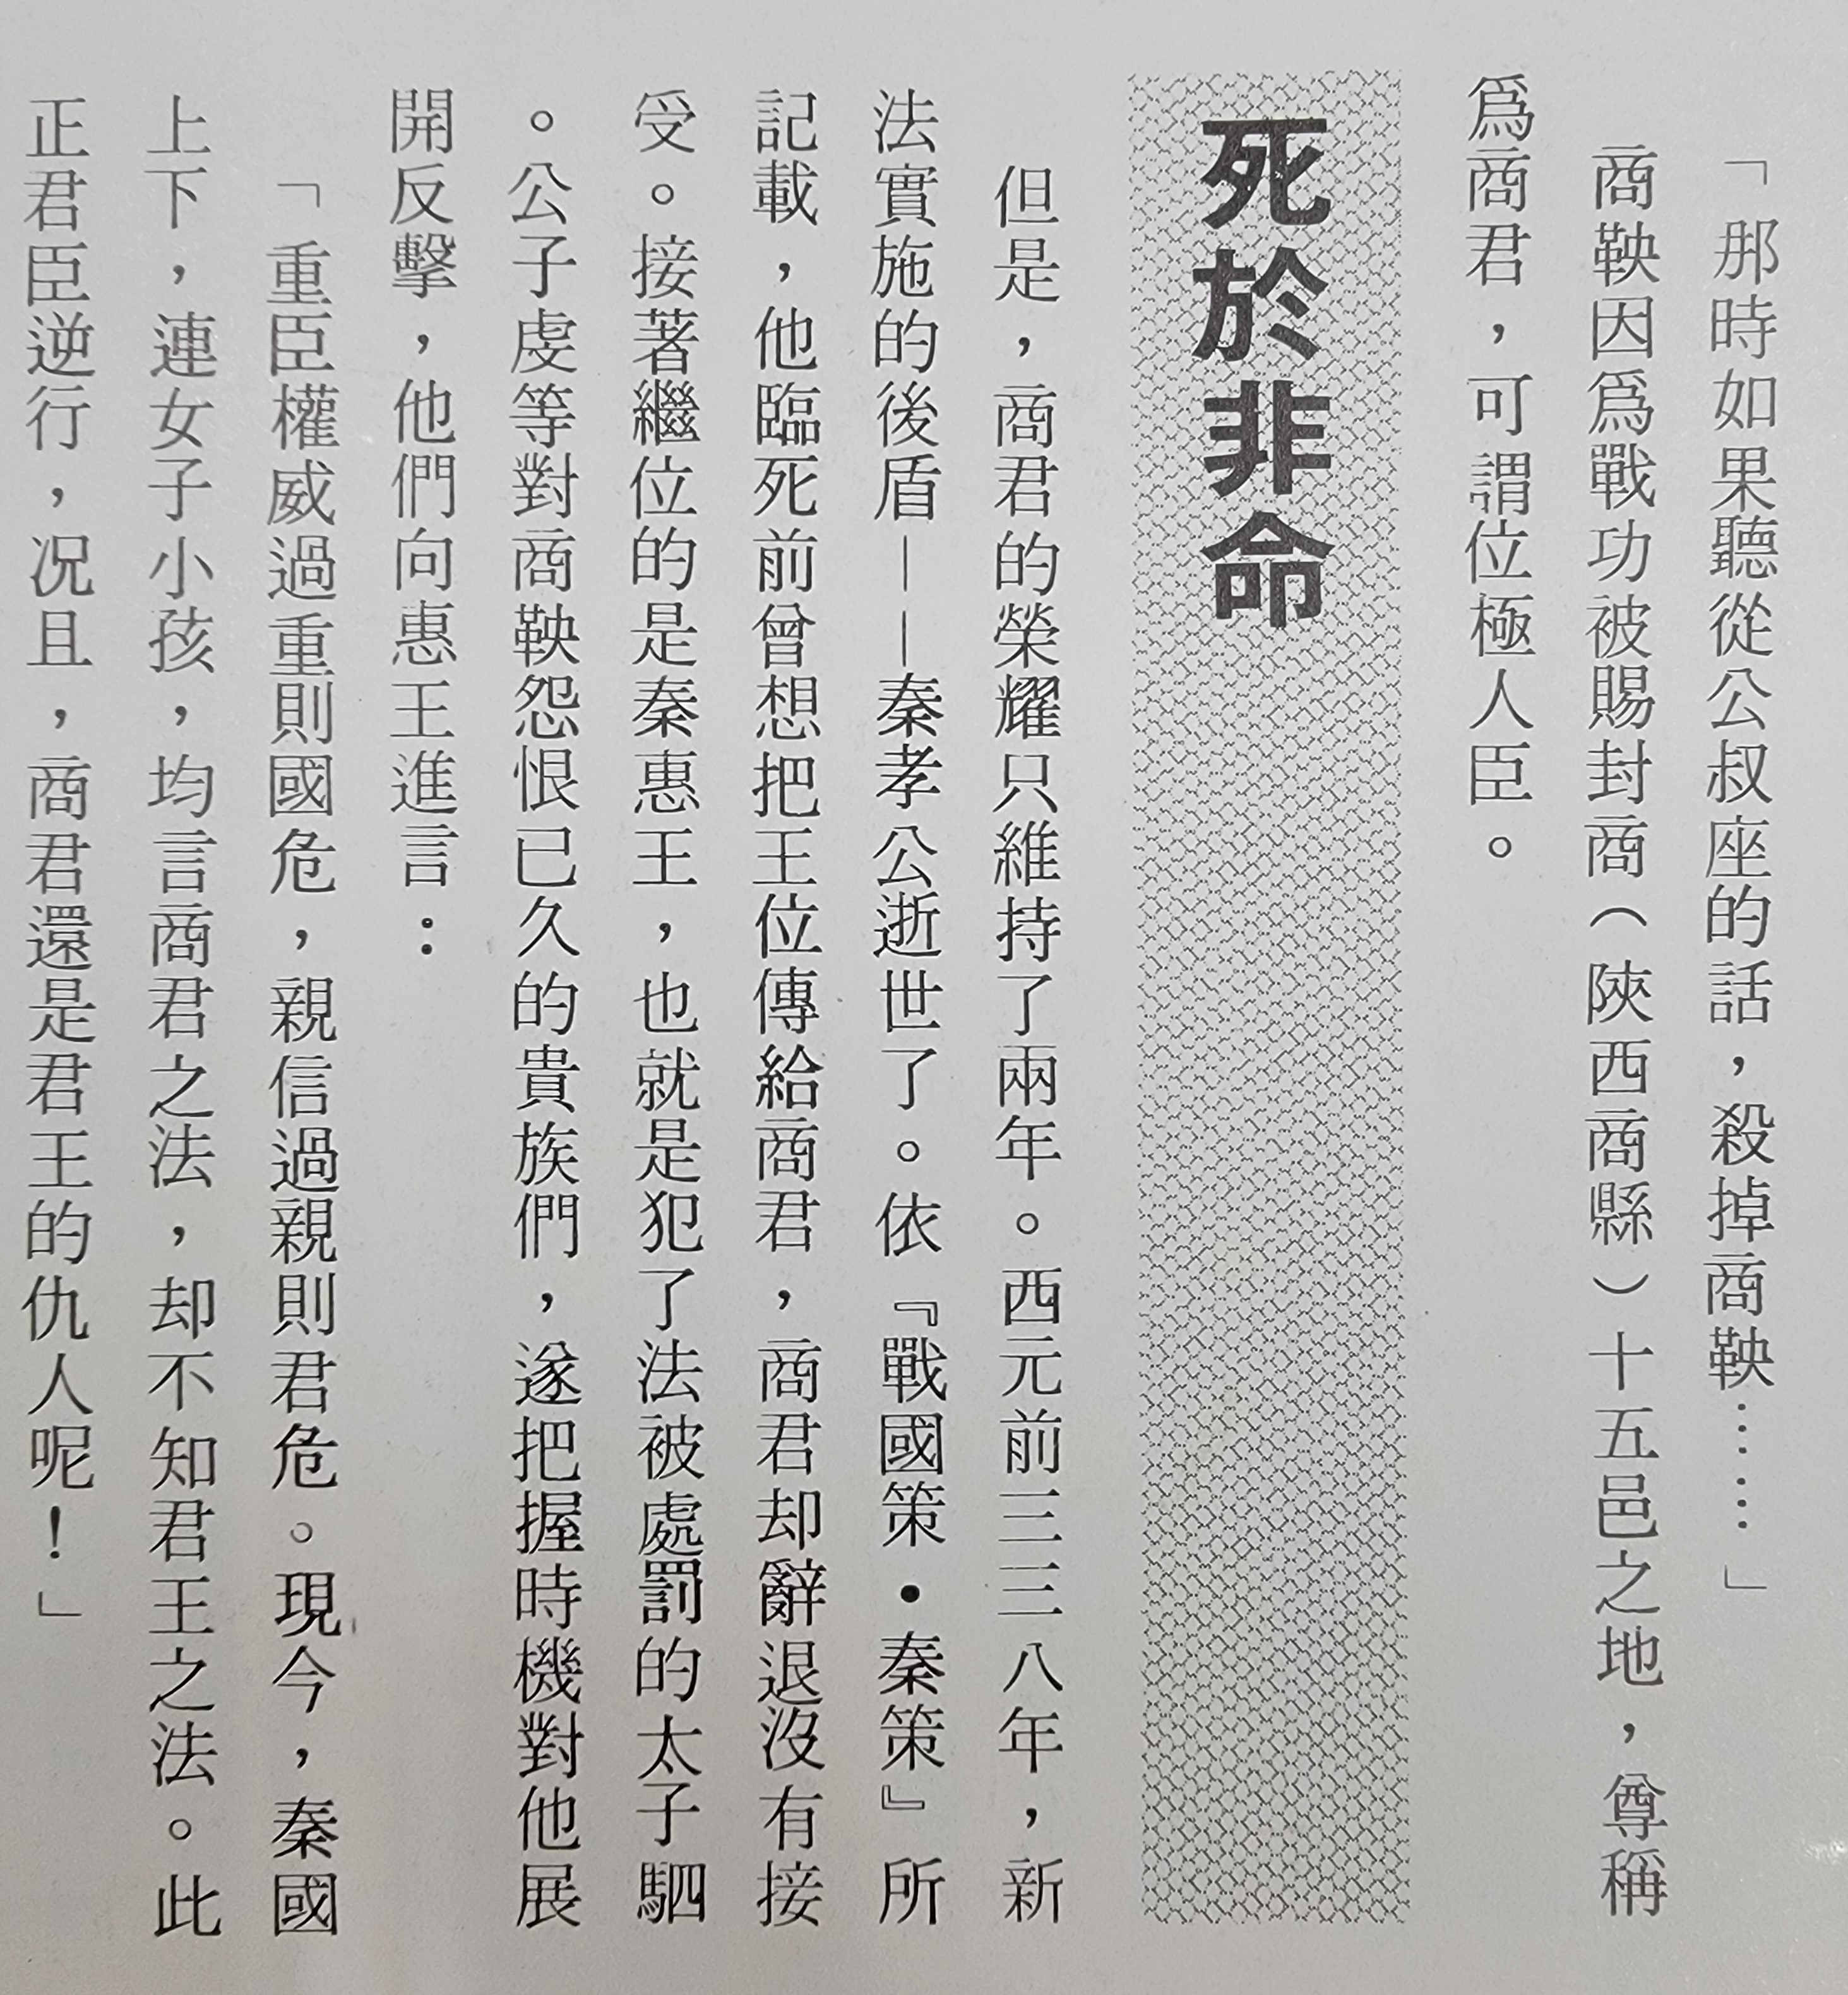 「那時如果聽從公叔座的話，殺掉商鞅……」
商鞅因爲戰功被賜封商（陝西商縣）十五邑之地，尊稱
爲商君，可謂位極人臣。
死於非命
但是，商君的榮耀只維持了兩年。西元前三三八年，新
法實施的後盾——秦孝公逝世了。依『戰國策•秦策』所
記載，他臨死前曾想把王位傳給商君，商君却辭退沒有接
受。接著繼位的是秦惠王，也就是犯了法被處罰的太子駟
。公子虔等對商鞅怨恨已久的貴族們，遂把握時機對他展
開反擊，他們向惠王進言：
「重臣權威過重則國危，親信過親則君危。現今，秦國
上下，連女子小孩，均言商君之法，却不知君王之法。此
正君臣逆行，況且，商君還是君王的仇人呢！」